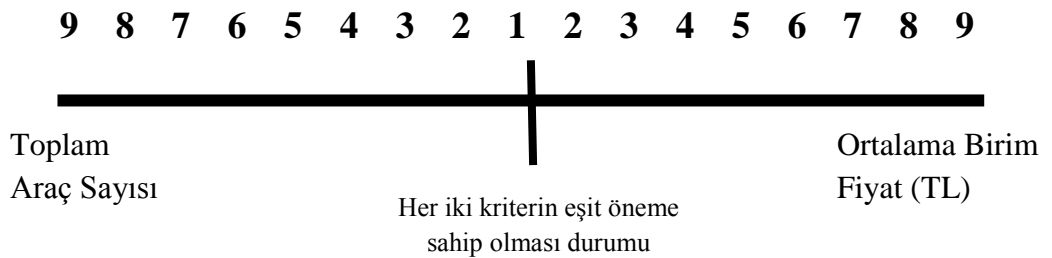 9 8 7 6 5 4 3 2 1 2 3 4 5 6 7 8 9
Toplam
Araç Sayısı
Ortalama Birim
Fiyat (TL)
Her iki kriterin eşit öneme
sahip olması durumu